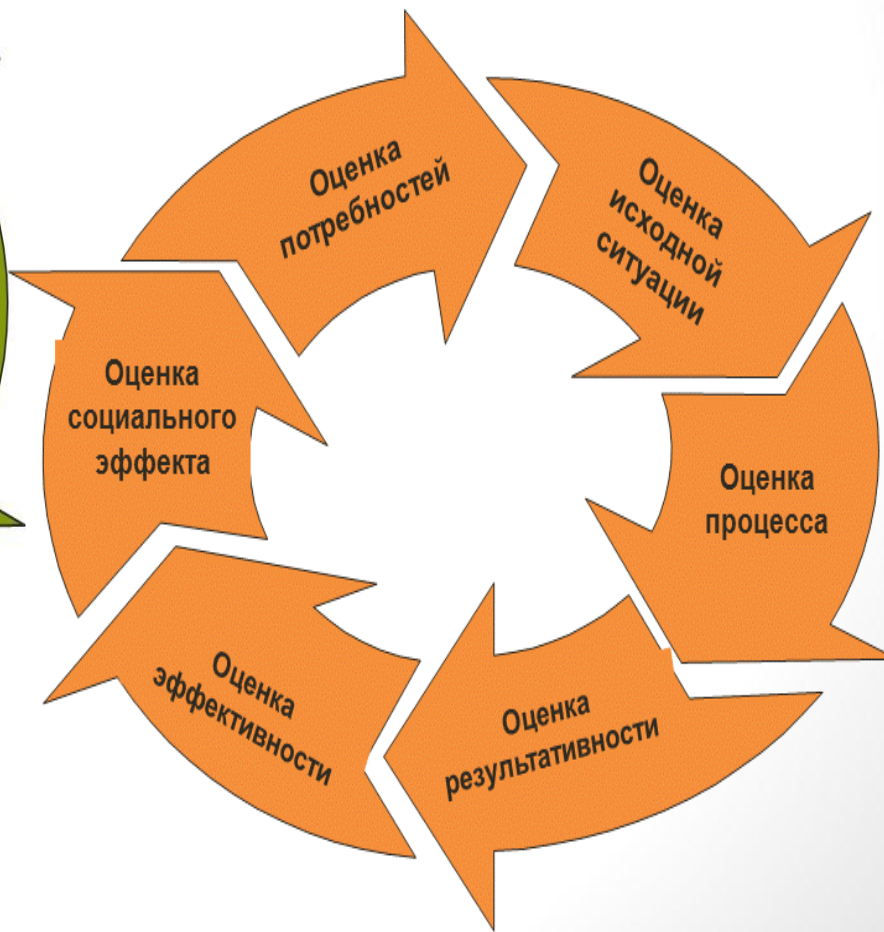 Оценка
потребностей
Оценка
исходной
ситуации
Оценка
процесса
Оценка
результативности
Оценка
эффективности
Оценка
социального
эффекта